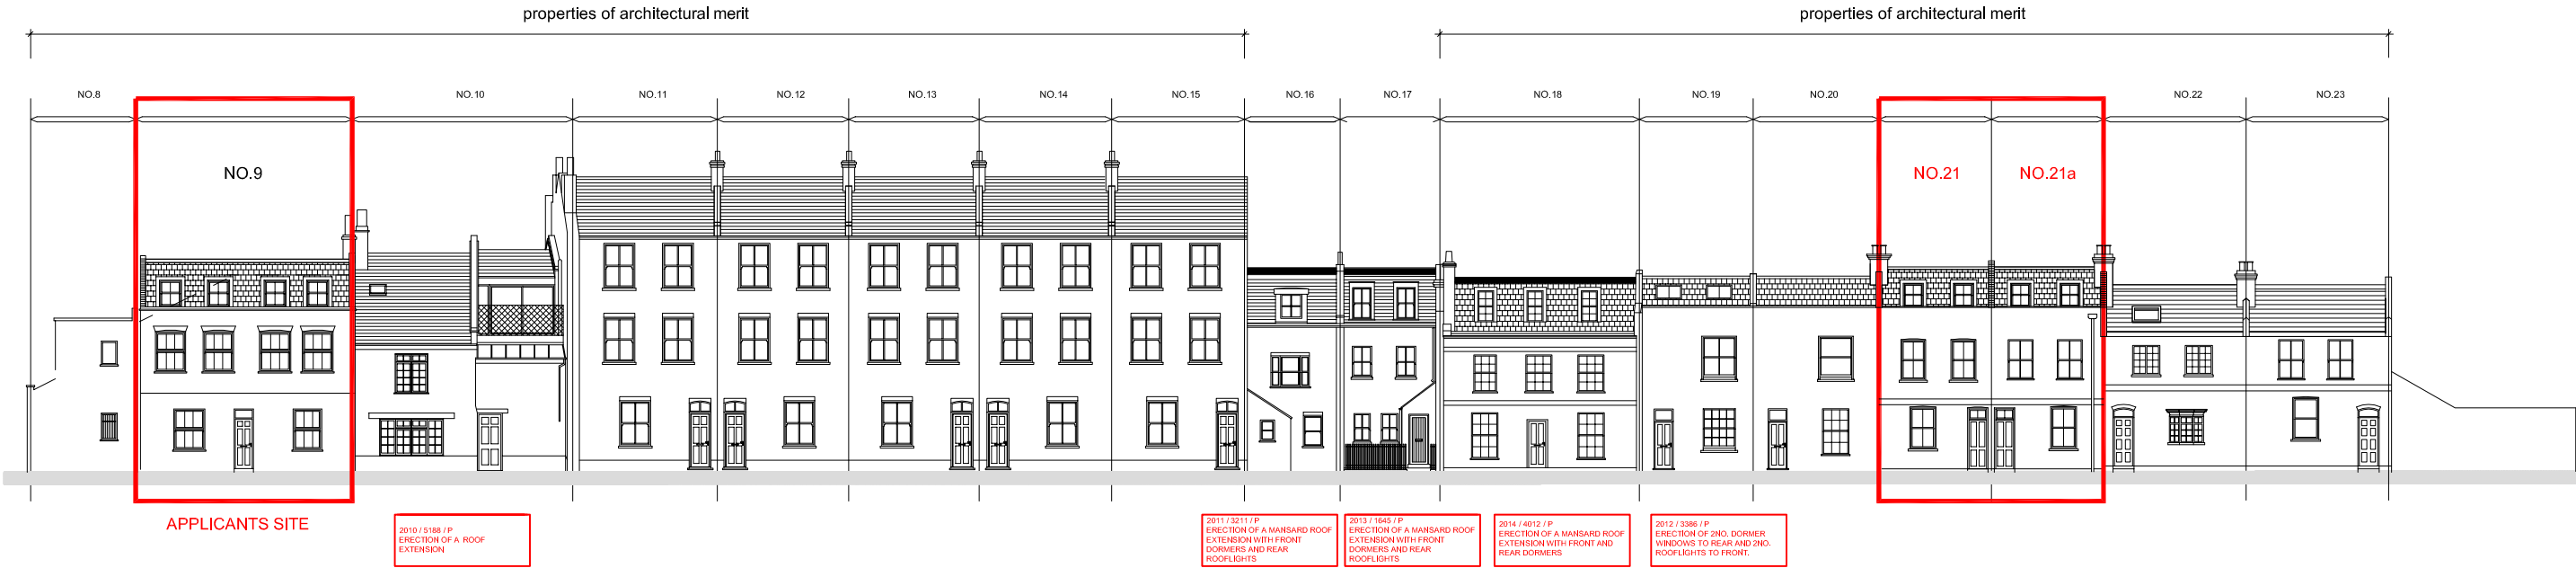 properties of architectural merit
properties of architectural merit
NO.8
NO.10
NO.11
NO.12
NO.13
NO.14
NO.15
NO.16
NO.17
NO.18
NO.19
NO.20
NO.22
NO.23
NO.9
NO.21
NO.21a
APPLICANTS SITE
2010 / 5188 / P
ERECTION OF A ROOF
EXTENSION
2011 / 3211 / P
ERECTION OF A MANSARD ROOF
EXTENSION WITH FRONT
DORMERS AND REAR
ROOFLIGHTS
2013 / 1645 / P
ERECTION OF A MANSARD ROOF
EXTENSION WITH FRONT
DORMERS AND REAR
ROOFLIGHTS
2014 / 4012 / P
ERECTION OF A MANSARD ROOF
EXTENSION WITH FRONT AND
REAR DORMERS
2012 / 3386 / P
ERECTION OF 2NO. DORMER
WINDOWS TO REAR AND 2NO.
ROOFLIGHTS TO FRONT.